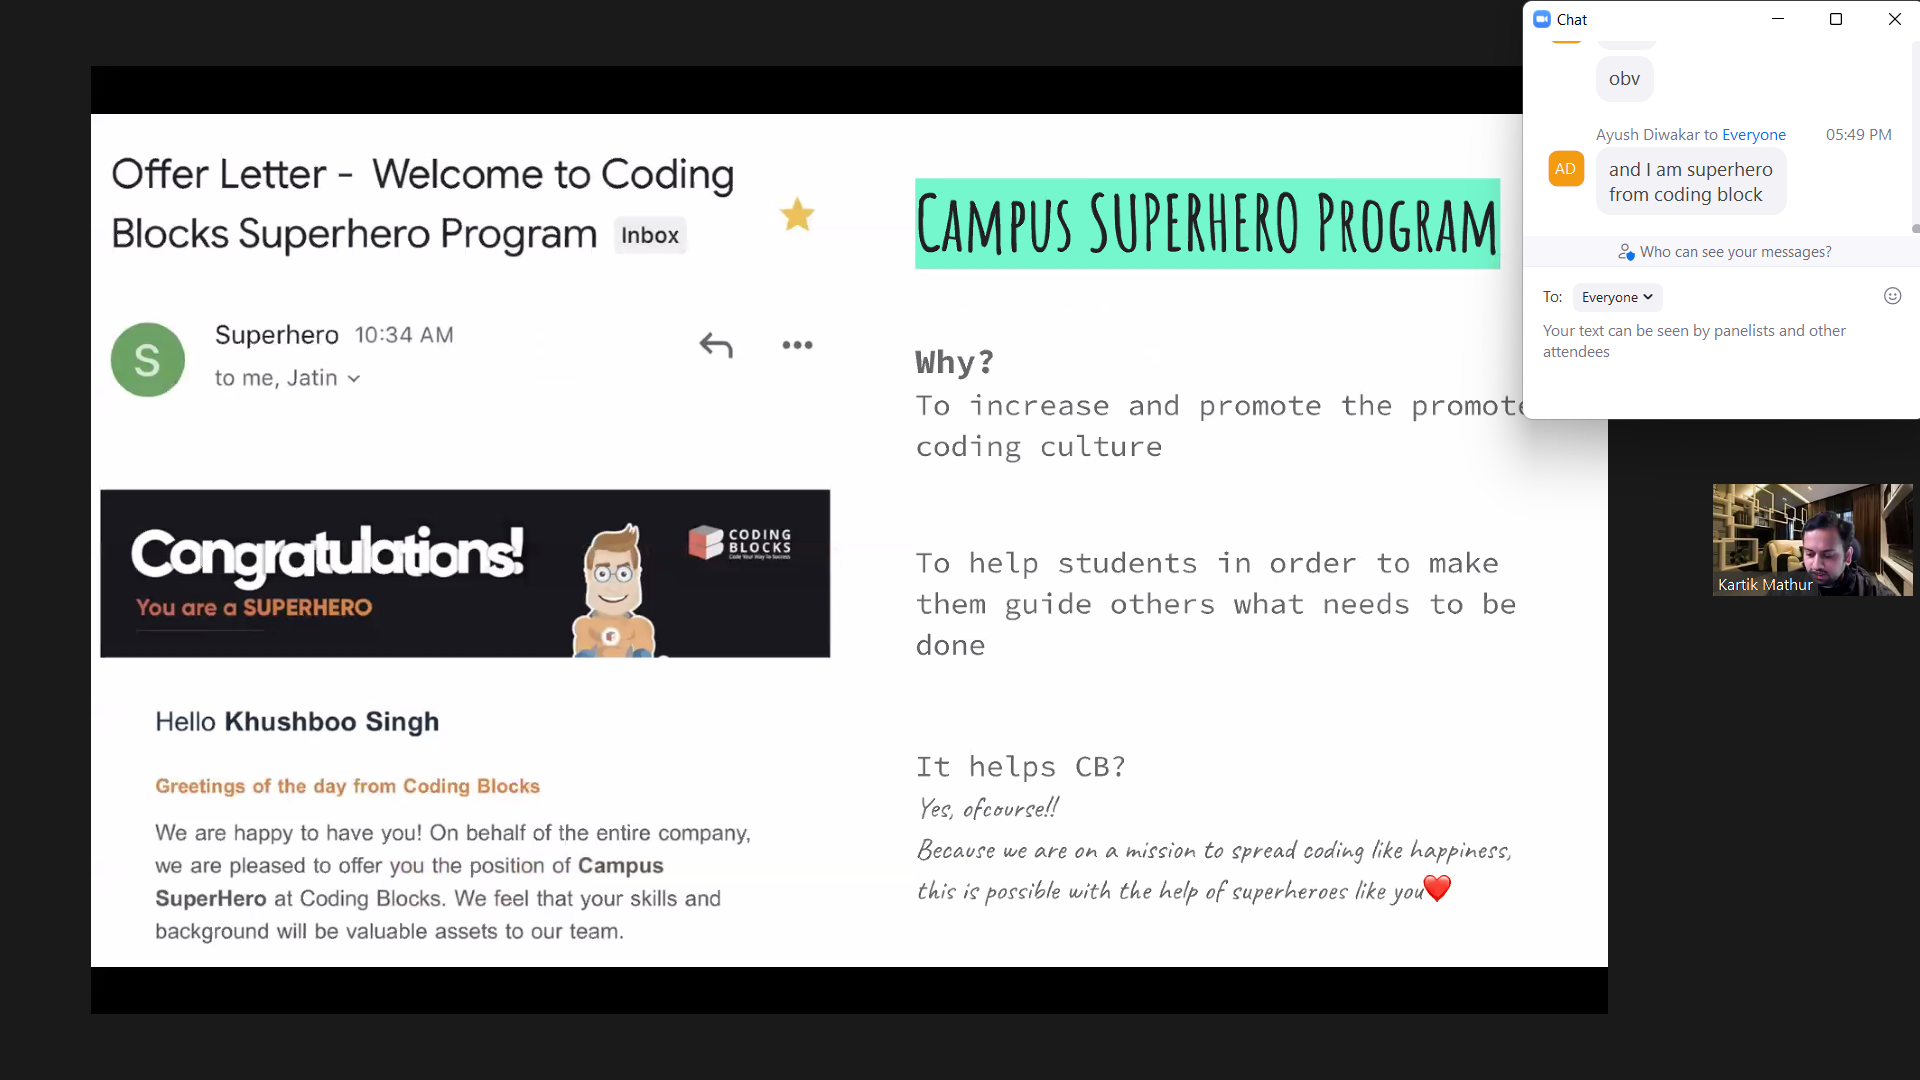 Offer Letter - Welcome to Coding
Blocks Superhero Program Inbox
S
Superhero 10:34 AM
to me, Jatin
Congratulations!
You are a SUPERHERO
CODING
BLOCKS
Code Your Way to Success
Hello Khushboo Singh
Greetings of the day from Coding Blocks
We are happy to have you! On behalf of the entire company,
we are pleased to offer you the position of Campus
SuperHero at Coding Blocks. We feel that your skills and
background will be valuable assets to our team.
CAMPUS SUPERHERO PROGRAM
Why?
To increase and promote the promote
coding culture
To help students in order to make
them guide others what needs to be
done
It helps CB?
Yes, ofcourse!!
Because we are on a mission to spread coding like happiness,
this is possible with the help of superheroes like you❤️
Chat
obv
Ayush Diwakar to Everyone 05:49 PM
AD
and I am superhero
from coding block
Who can see your messages?
To: Everyone
Your text can be seen by panelists and other
attendees
Kartik Mathur